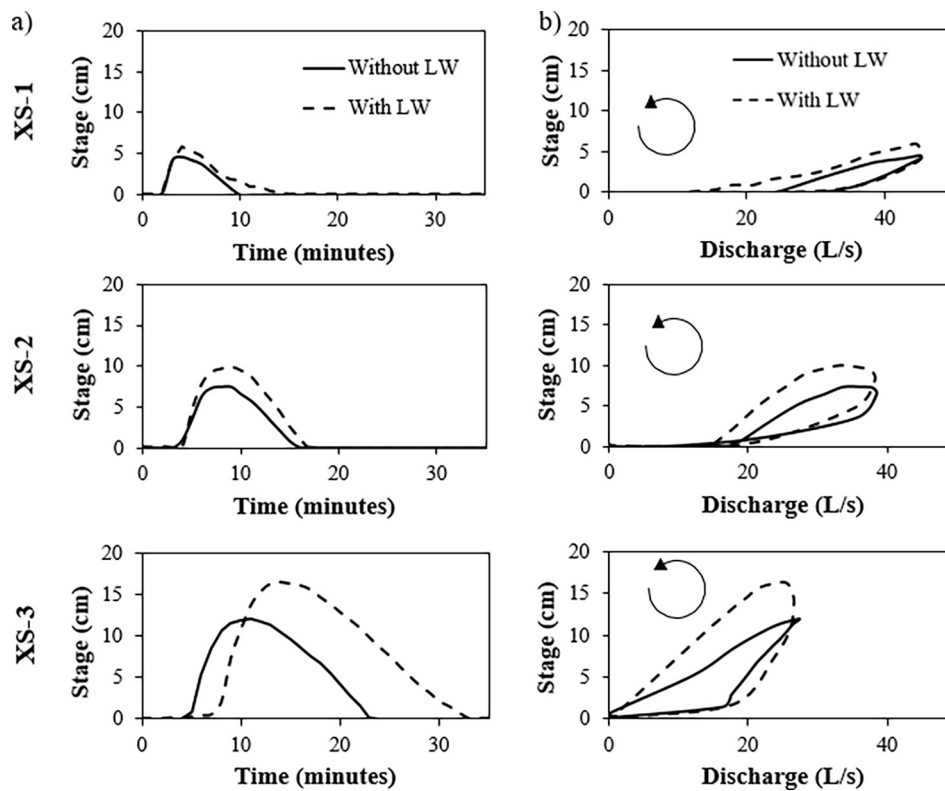 a)
b)
XS-1
Stage (cm)
20
15
10
5
0
Without LW
With LW
0 10 20 30
Time (minutes)
Stage (cm)
20
15
10
5
0
Without LW
With LW
0 20 40
Discharge (L/s)
XS-2
Stage (cm)
20
15
10
5
0
0 10 20 30
Time (minutes)
Stage (cm)
20
15
10
5
0
0 20 40
Discharge (L/s)
XS-3
Stage (cm)
20
15
10
5
0
0 10 20 30
Time (minutes)
Stage (cm)
20
15
10
5
0
0 20 40
Discharge (L/s)